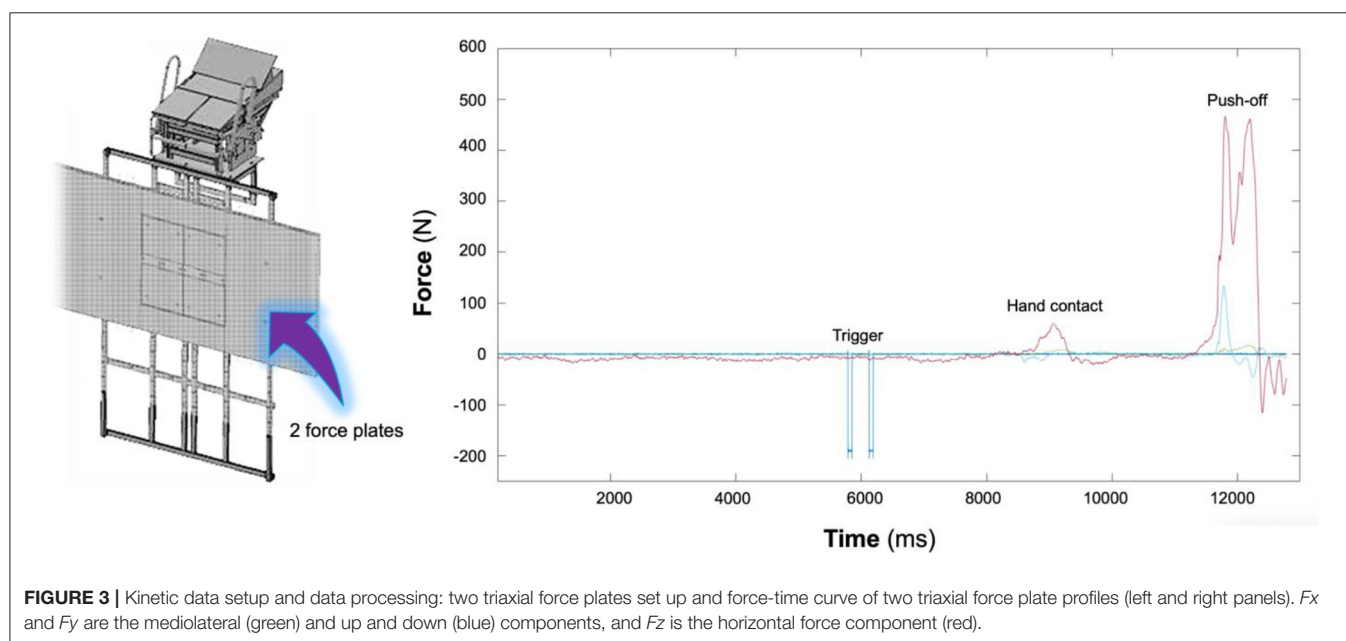 600
500
400
300
200
100
0
-100
-200
Force (N)
Push-off
Hand contact
Trigger
2 force plates
2000 4000 6000 8000 10000 12000
Time (ms)
FIGURE 3 | Kinetic data setup and data processing: two triaxial force plates set up and force-time curve of two triaxial force plate profiles (left and right panels). Fx
and Fy are the mediolateral (green) and up and down (blue) components, and Fz is the horizontal force component (red).